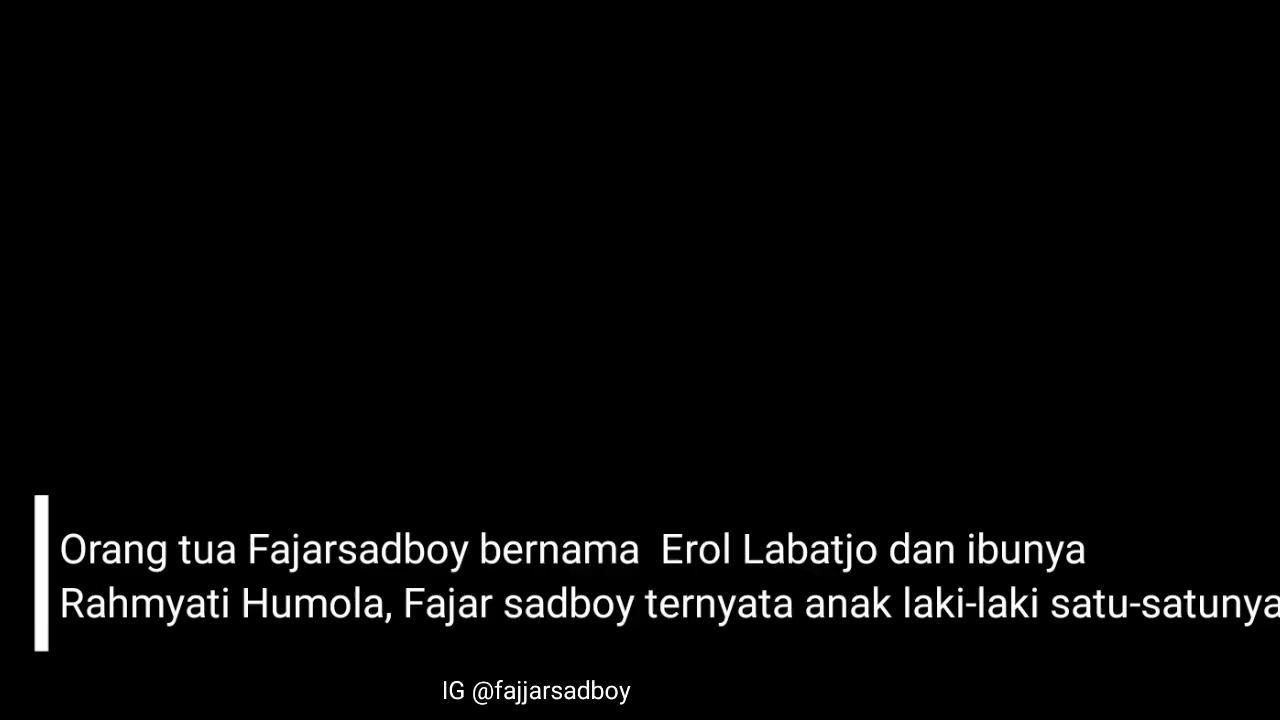 Orang tua Fajarsadboy bernama  Erol Labatjo dan ibunya
Rahmyati Humola, Fajar sadboy ternyata anak laki-laki satu-satunya
IG @fajjarsadboy